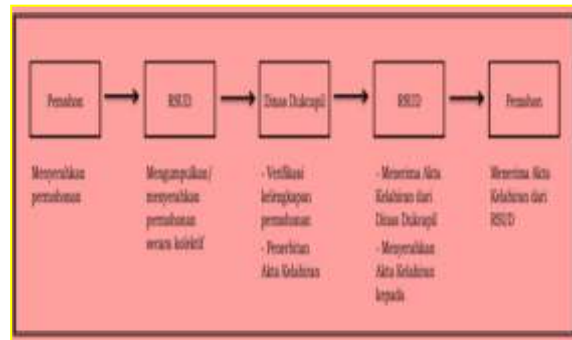 Pemohon
RSUD
Dinas Dukcapil
RSUD
Pemohon
Menyerahkan
permohonan
Mengumpulkan/
menyerahkan
permohonan
secara kolektif
- Verifikasi
kelengkapan
permohonan
- Penerbitan
Akta Kelahiran
- Menerima Akta
Kelahiran dari
Dinas Dukcapil
- Menyerahkan
Akta Kelahiran
kepada
Menerima Akta
Kelahiran dari
RSUD